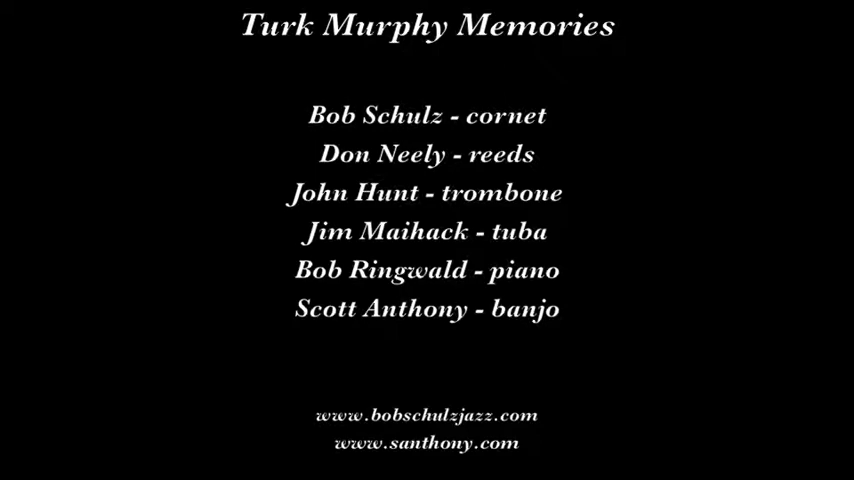 Turk Murphy Memories
Bob Schulz - cornet
Don Neely - reeds
John Hunt - trombone
Jim Maihack - tuba
Bob Ringwald - piano
Scott Anthony - banjo
www.bobschulzjazz.com
www.santhony.com